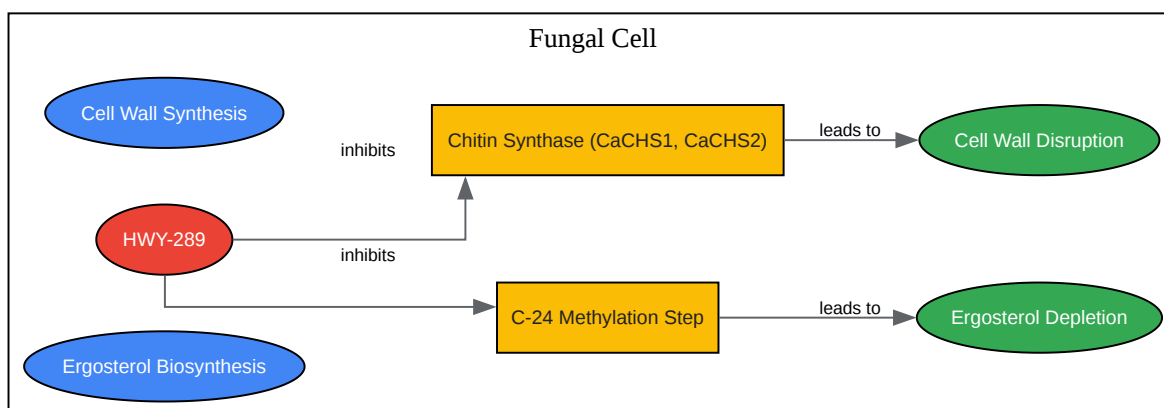 Fungal Cell
Cell Wall Synthesis
inhibits
Chitin Synthase (CaCHS1, CaCHS2)
leads to
Cell Wall Disruption
HWY-289
inhibits
C-24 Methylation Step
leads to
Ergosterol Depletion
Ergosterol Biosynthesis